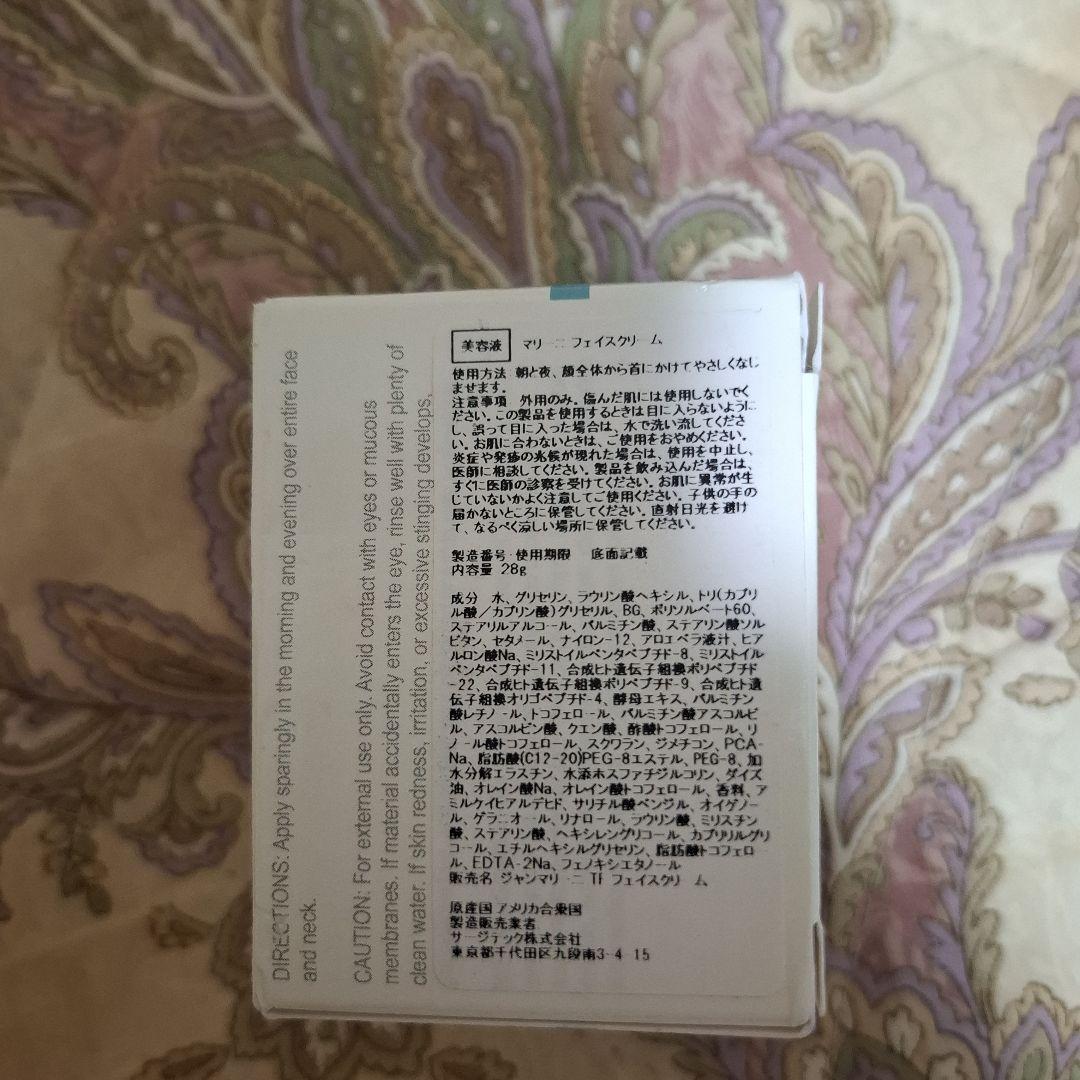 DIRECTIONS: Apply sparingly in the morning and evening over entire face
and neck.
CAUTION: For external use only. Avoid contact with eyes or mucous
membranes. If material accidentally enters the eye, rinse well with plenty of
clean water. If skin redness, irritation, or excessive stinging develops,
美容液 マリーニ フェイスクリーム
使用方法 朝と夜、顔全体から首にかけてやさしくなじ
ませます。
注意事項 外用のみ。傷んだ肌には使用しないでく
ださい。この製品を使用するときは目に入らないように
し、誤って目に入った場合は、水で洗い流してくださ
い。お肌に合わないときは、ご使用をおやめください。
炎症や発疹の兆候が現れた場合は、使用を中止し、
医師に相談してください。製品を飲み込んだ場合は、
すぐに医師の診察を受けてください。お肌に異常が生
じていないかよく注意してご使用ください。子供の手の
届かないところに保管してください。直射日光を避け
て、なるべく涼しい場所に保管してください。
製造番号・使用期限 底面記載
内容量 28g
成分 水、グリセリン、ラウリン酸ヘキシル、トリ(カプリ
ル酸/カプリン酸)グリセリル、BG、ポリソルベート60、
ステアリルアルコール、パルミチン酸、ステアリン酸ソル
ビタン、セタノール、ナイロン-12、アロエベラ液汁、ヒア
ルロン酸Na、ミリストイルペンタペプチド-8、ミリストイル
ペンタペプチド-11、合成ヒト遺伝子組換ポリペプチド
-22、合成ヒト遺伝子組換ポリペプチド-9、合成ヒト遺
伝子組換オリゴペプチド-4、酵母エキス、パルミチン
酸レチノール、トコフェロール、パルミチン酸アスコルビ
ル、アスコルビン酸、クエン酸、酢酸トコフェロール、リ
ノール酸トコフェロール、スクワラン、ジメチコン、PCA-
Na、脂肪酸(C12-20)PEG-8エステル、PEG-8、加
水分解エラスチン、水添ホスファチジルコリン、ダイズ
油、オレイン酸Na、オレイン酸トコフェロール、香料、ア
ミルケイヒアルデヒド、サリチル酸ベンジル、オイゲノー
ル、ゲラニオール、リナロール、ラウリン酸、ミリスチン
酸、ステアリン酸、ヘキシレングリコール、カプリリルグリ
コール、エチルヘキシルグリセリン、脂肪酸トコフェロー
ル、EDTA-2Na、フェノキシエタノール
販売名 ジャンマリーニ TF フェイスクリーム
原産国 アメリカ合衆国
製造販売業者
サージテック株式会社
東京都千代田区九段南3-4-15